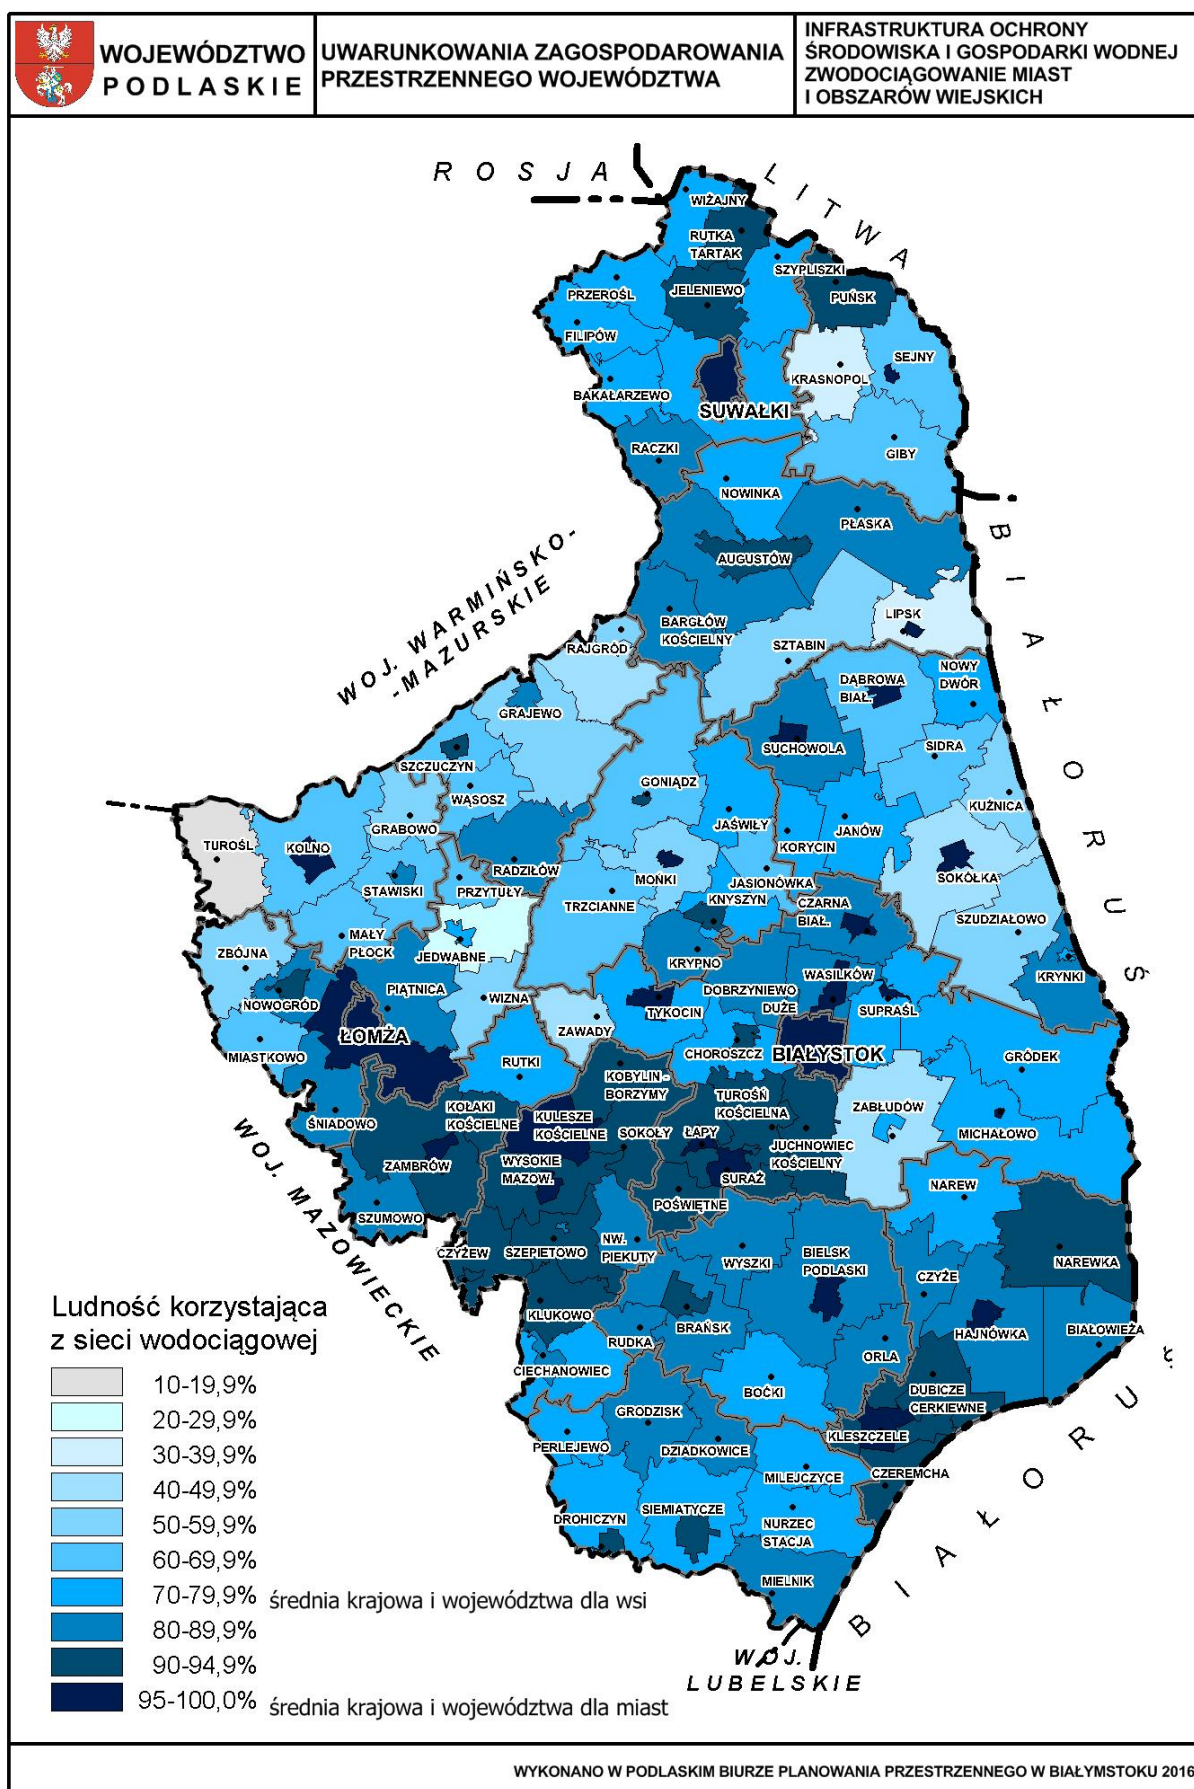 WOJEWÓDZTWO
PODLASKIE
UWARUNKOWANIA ZAGOSPODAROWANIA
PRZESTRZENNEGO WOJEWÓDZTWA
INFRASTRUKTURA OCHRONY
ŚRODOWISKA I GOSPODARKI WODNEJ
ZWODOCIĄGOWANIE MIAST
I OBSZARÓW WIEJSKICH
ROSJA
LITWA
WIŻAJNY
RUTKA
TARTAK
SZYPLISZKI
PUŃSK
PRZEROŚL
JELENIEWO
FILIPÓW
SEJNY
KRASNOPOL
BAKAŁARZEWO
SUWAŁKI
RACZKI
GIBY
NOWINKA
PŁASKA
BIAŁORUŚ
AUGUSTÓW
WOJ. WARMIŃSKO-
-MAZURSKIE
BARGŁÓW
KOŚCIELNY
LIPSK
RAJGRÓD
SZTABIN
NOWY
DWÓR
DĄBROWA
BIAŁ.
GRAJEWO
SUCHOWOLA
SIDRA
SZCZUCZYN
WĄSOSZ
GONIĄDZ
KUŹNICA
GRABOWO
JAŚWIŁY
KORYCIN
JANÓW
TUROŚL
KOLNO
RADZIŁÓW
MOŃKI
JASIONÓWKA
SOKÓŁKA
STAWISKI
PRZYTUŁY
TRZCIANNE
KNYSZYN
CZARNA
BIAŁ.
SZUDZIAŁOWO
MAŁY
PŁOCK
JEDWABNE
ZBÓJNA
KRYPNO
WASILKÓW
KRYNKI
NOWOGRÓD
PIĄTNICA
WIZNA
DOBRZYNIEWO
DUŻE
TYKOCIN
SUPRAŚL
ŁOMŻA
ZAWADY
MIASTKOWO
RUTKI
CHOROSZCZ
BIAŁYSTOK
GRÓDEK
KOBYLIN-
BORZYMY
TUROŚŃ
KOŚCIELNA
ZABŁUDÓW
ŚNIADOWO
KOŁAKI
KOŚCIELNE
KULESZE
KOŚCIELNE
SOKOŁY
ŁAPY
JUCHNOWIEC
KOŚCIELNY
MICHAŁOWO
WOJ. MAZOWIECKIE
ZAMBRÓW
WYSOKIE
MAZOW.
SURAŻ
NAREW
SZUMOWO
POŚWIĘTNE
CZYŻEW
SZEPIETOWO
NW.
PIEKUTY
WYSZKI
BIELSK
PODLASKI
CZYŻE
NAREWKA
KLUKOWO
BRAŃSK
HAJNÓWKA
BIAŁOWIEŻA
RUDKA
ORLA
CIECHANOWIEC
BOĆKI
DUBICZE
CERKIEWNE
GRODZISK
KLESZCZELE
PERLEJEWO
DZIADKOWICE
MILEJCZYCE
CZEREMCHA
DROHICZYN
SIEMIATYCZE
NURZEC
STACJA
MIELNIK
BIAŁORUŚ
WOJ.
LUBELSKIE
Ludność korzystająca
z sieci wodociągowej
10-19,9%
20-29,9%
30-39,9%
40-49,9%
50-59,9%
60-69,9%
70-79,9% średnia krajowa i województwa dla wsi
80-89,9%
90-94,9%
95-100,0% średnia krajowa i województwa dla miast
WYKONANO W PODLASKIM BIURZE PLANOWANIA PRZESTRZENNEGO W BIAŁYMSTOKU 2016